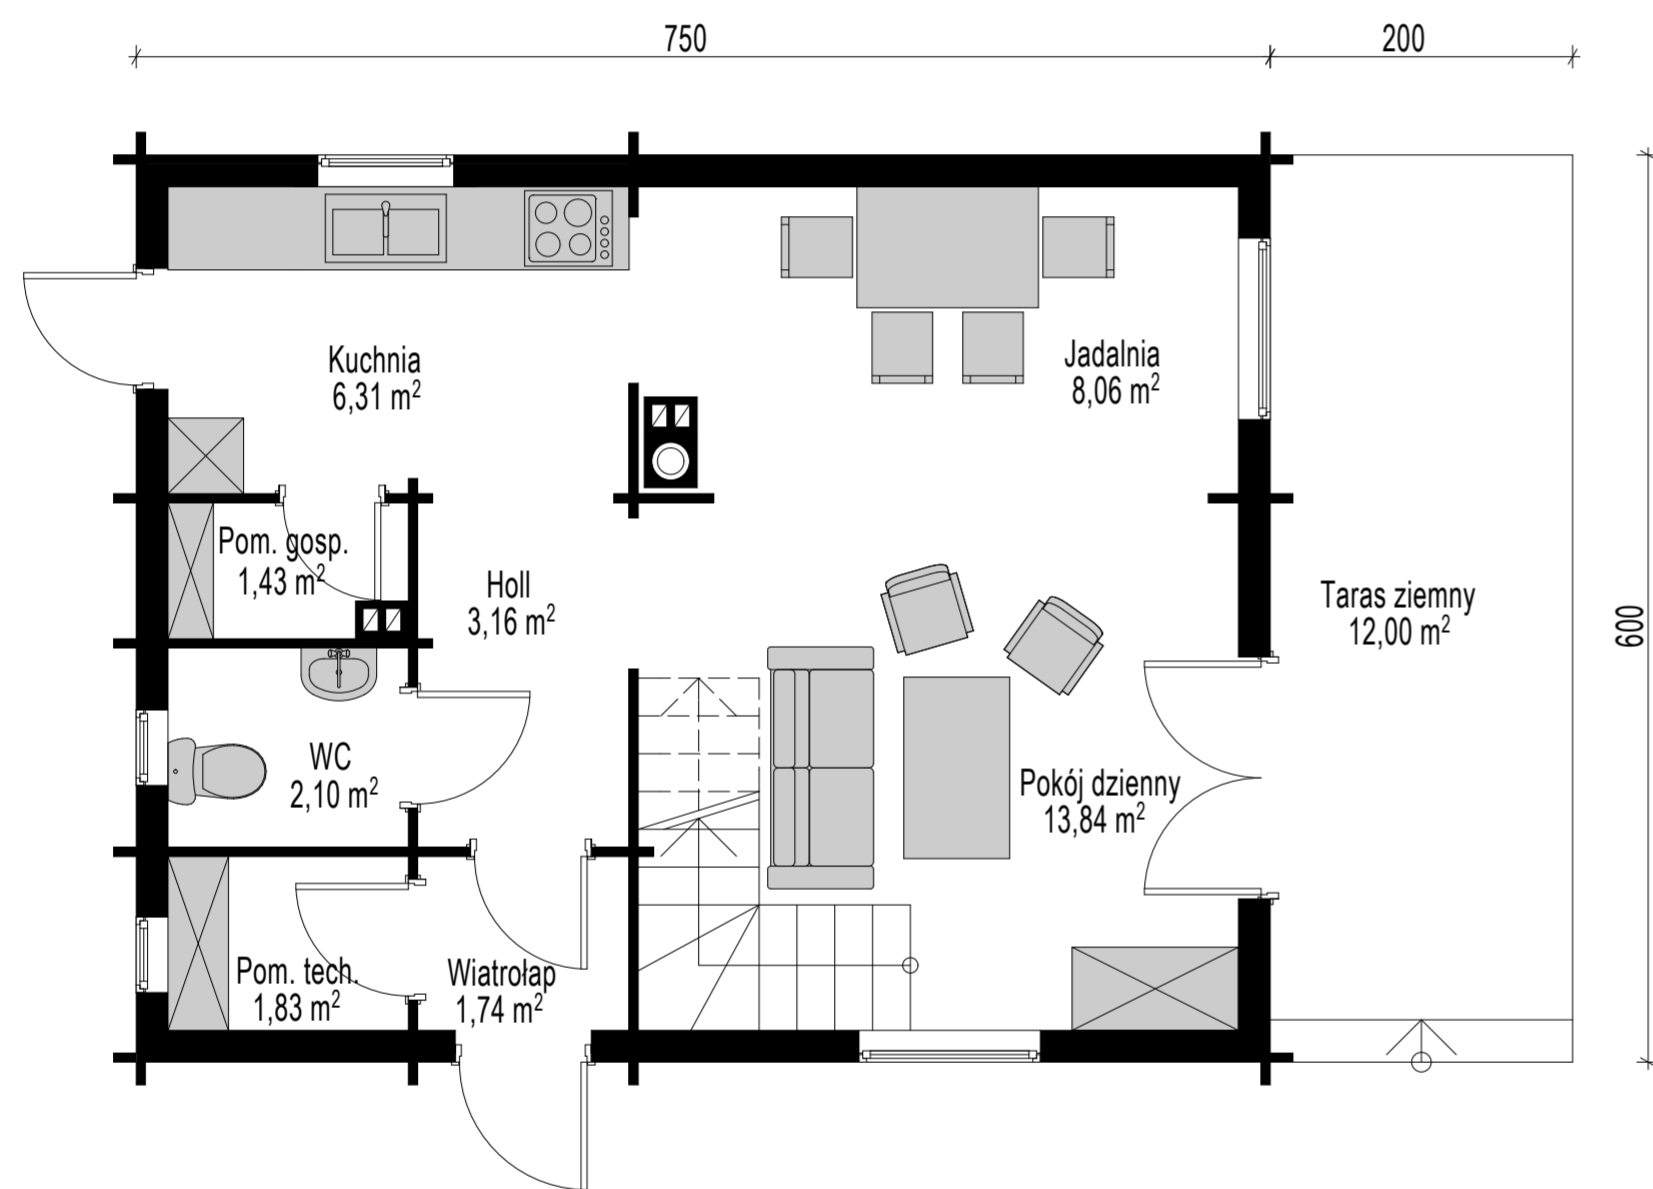 750
200
Kuchnia
6,31 m²
Jadalnia
8,06 m²
Pom. gosp.
1,43 m²
Holl
3,16 m²
Taras ziemny
12,00 m²
600
WC
2,10 m²
Pokój dzienny
13,84 m²
Pom. tech.
1,83 m²
Wiatrołap
1,74 m²